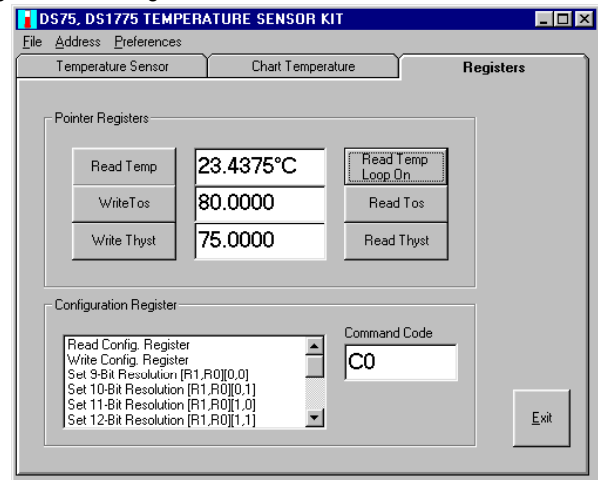 DS75, DS1775 TEMPERATURE SENSOR KIT
File Address Preferences
Temperature Sensor Chart Temperature Registers
Pointer Registers
Read Temp 23.4375°C Read Temp
Loop On
WriteTos 80.0000 Read Tos
Write Thyst 75.0000 Read Thyst
Configuration Register
Command Code
Read Config. Register
Write Config. Register
C0
Set 9-Bit Resolution [R1,R0][0,0]
Set 10-Bit Resolution [R1,R0][0,1]
Set 11-Bit Resolution [R1,R0][1,0]
Set 12-Bit Resolution [R1,R0][1,1]
Exit